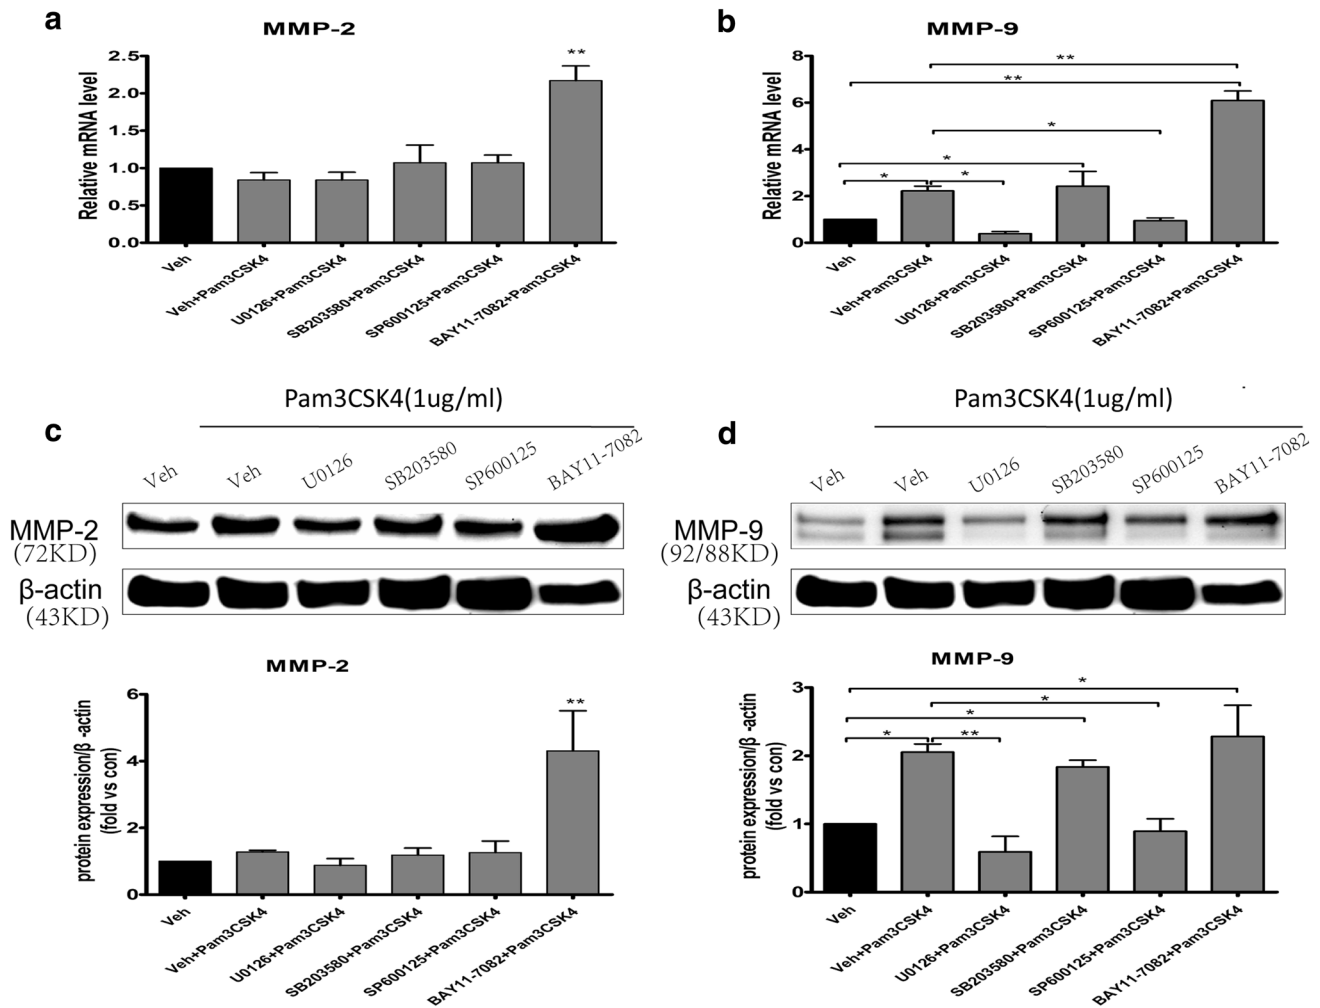 a
MMP-2
Relative mRNA level
2.5
2.0
1.5
1.0
0.5
0.0
**
Veh
Veh+Pam3CSK4
U0126+Pam3CSK4
SB203580+Pam3CSK4
SP600125+Pam3CSK4
BAY11-7082+Pam3CSK4
b
MMP-9
Relative mRNA level
8
6
4
2
0
**
**
*
*
*
*
Veh
Veh+Pam3CSK4
U0126+Pam3CSK4
SB203580+Pam3CSK4
SP600125+Pam3CSK4
BAY11-7082+Pam3CSK4
c
Pam3CSK4(1ug/ml)
Veh
Veh
U0126
SB203580
SP600125
BAY11-7082
MMP-2
(72KD)
β-actin
(43KD)
MMP-2
protein expression/β -actin
(fold vs con)
6
4
2
0
**
Veh
Veh+Pam3CSK4
U0126+Pam3CSK4
SB203580+Pam3CSK4
SP600125+Pam3CSK4
BAY11-7082+Pam3CSK4
d
Pam3CSK4(1ug/ml)
Veh
Veh
U0126
SB203580
SP600125
BAY11-7082
MMP-9
(92/88KD)
β-actin
(43KD)
MMP-9
protein expression/β -actin
(fold vs con)
3
2
1
0
*
*
*
*
**
Veh
Veh+Pam3CSK4
U0126+Pam3CSK4
SB203580+Pam3CSK4
SP600125+Pam3CSK4
BAY11-7082+Pam3CSK4